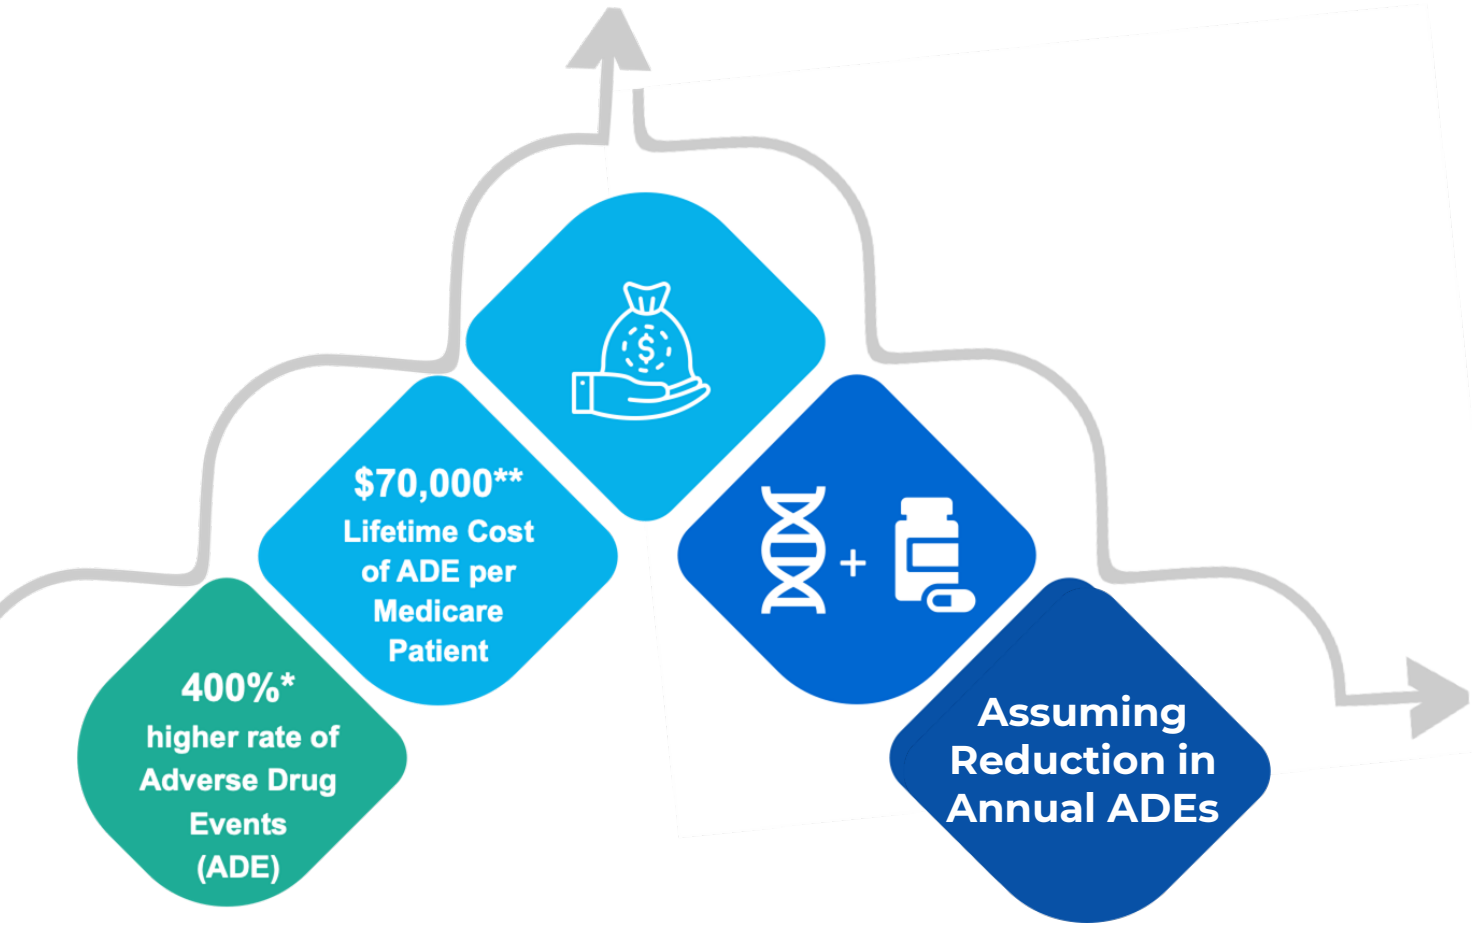 $
$70,000**
Lifetime Cost
of ADE per
Medicare
Patient
+
400%*
higher rate of
Adverse Drug
Events
(ADE)
Assuming
Reduction in
Annual ADEs